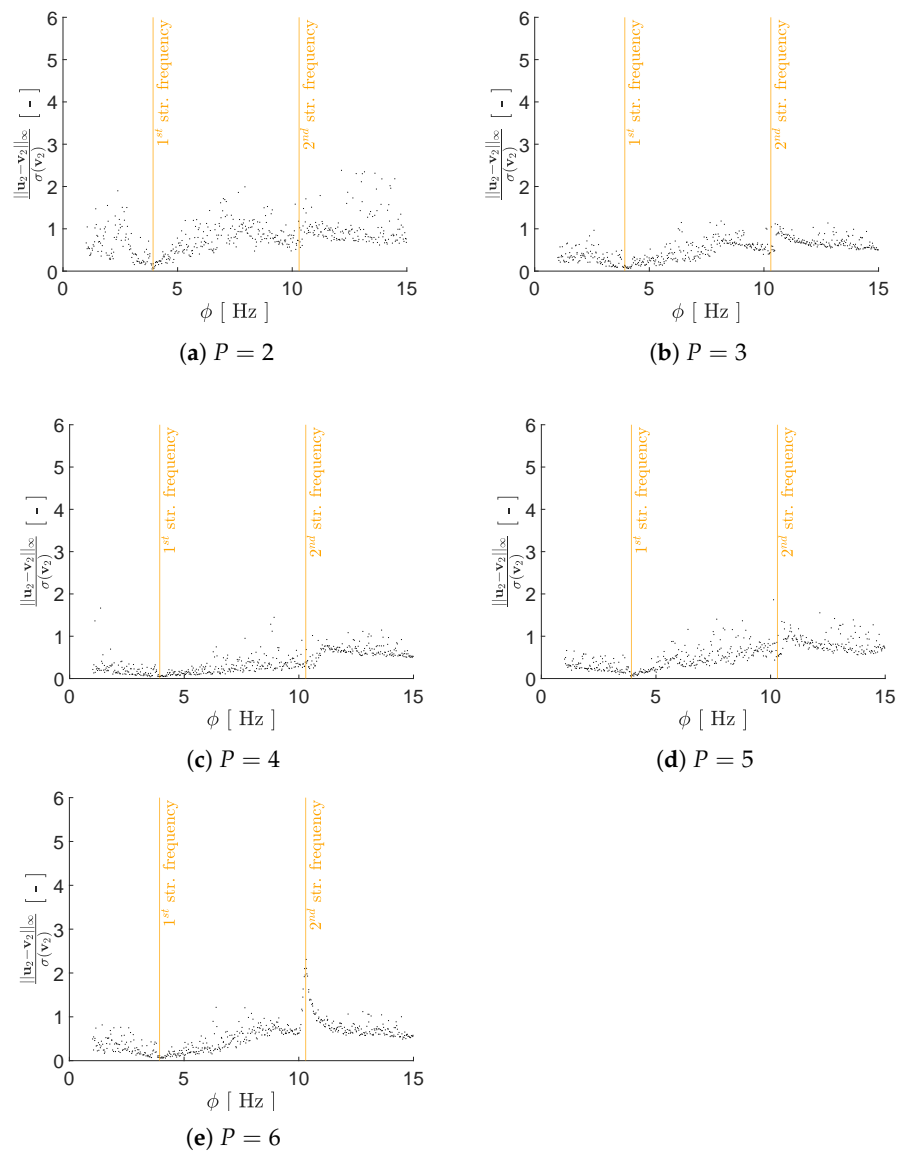 6
5
4
3
2
1
0
0 5 10 15
||u₂−v₂||∞ / σ(v₂) [ - ]
1st str. frequency
2nd str. frequency
ϕ [ Hz ]
(a) P = 2
6
5
4
3
2
1
0
0 5 10 15
||u₂−v₂||∞ / σ(v₂) [ - ]
1st str. frequency
2nd str. frequency
ϕ [ Hz ]
(b) P = 3
6
5
4
3
2
1
0
0 5 10 15
||u₂−v₂||∞ / σ(v₂) [ - ]
1st str. frequency
2nd str. frequency
ϕ [ Hz ]
(c) P = 4
6
5
4
3
2
1
0
0 5 10 15
||u₂−v₂||∞ / σ(v₂) [ - ]
1st str. frequency
2nd str. frequency
ϕ [ Hz ]
(d) P = 5
6
5
4
3
2
1
0
0 5 10 15
||u₂−v₂||∞ / σ(v₂) [ - ]
1st str. frequency
2nd str. frequency
ϕ [ Hz ]
(e) P = 6